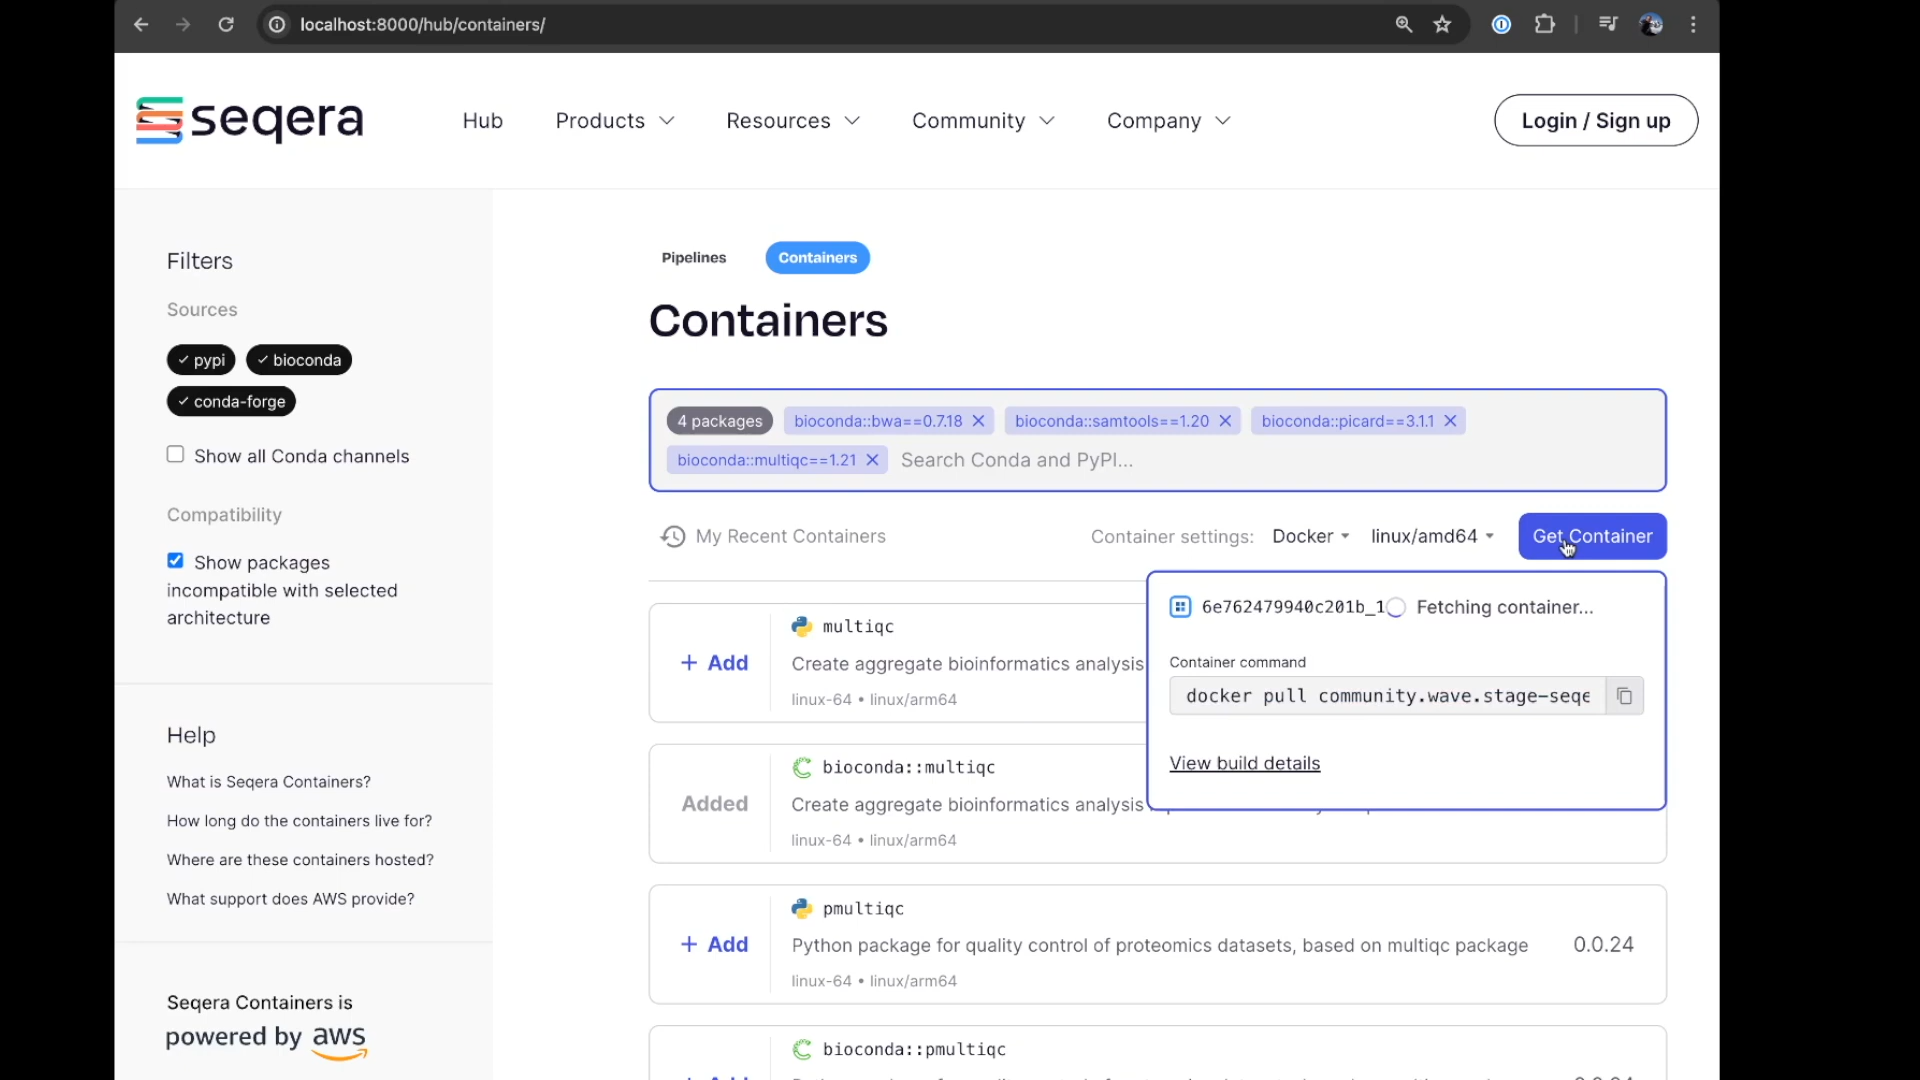 localhost:8000/hub/containers/
seqera
Hub
Products
Resources
Community
Company
Login / Sign up
Filters
Sources
pypi
bioconda
conda-forge
Show all Conda channels
Compatibility
Show packages
incompatible with selected
architecture
Help
What is Seqera Containers?
How long do the containers live for?
Where are these containers hosted?
What support does AWS provide?
Seqera Containers is
powered by aws
Pipelines
Containers
Containers
4 packages
bioconda::bwa==0.7.18
bioconda::samtools==1.20
bioconda::picard==3.1.1
bioconda::multiqc==1.21
Search Conda and PyPI...
My Recent Containers
Container settings:
Docker
linux/amd64
Get Container
6e762479940c201b_1
Fetching container...
Container command
docker pull community.wave.stage-seqe
View build details
multiqc
+ Add
Create aggregate bioinformatics analysis
linux-64 • linux/arm64
bioconda::multiqc
Added
Create aggregate bioinformatics analysis
linux-64 • linux/arm64
pmultiqc
+ Add
Python package for quality control of proteomics datasets, based on multiqc package
0.0.24
linux-64 • linux/arm64
bioconda::pmultiqc